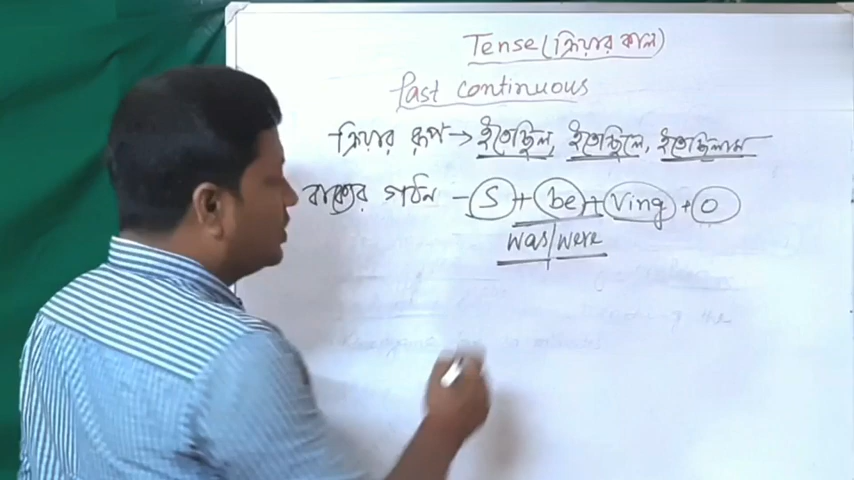 Tense (ক্রিয়ার কাল)
Past continuous
ক্রিয়ার রূপ → ইতেছিল, ইতেছিলে, ইতেছিলাম
বাক্যের গঠন - S + be + Ving + O
was/were